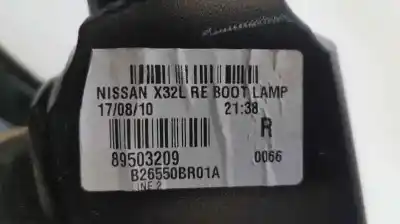 NISSAN X32L RE BOOT LAMP
17/08/10 21:38
R
89503209 0066
B26550BR01A
LINE 2